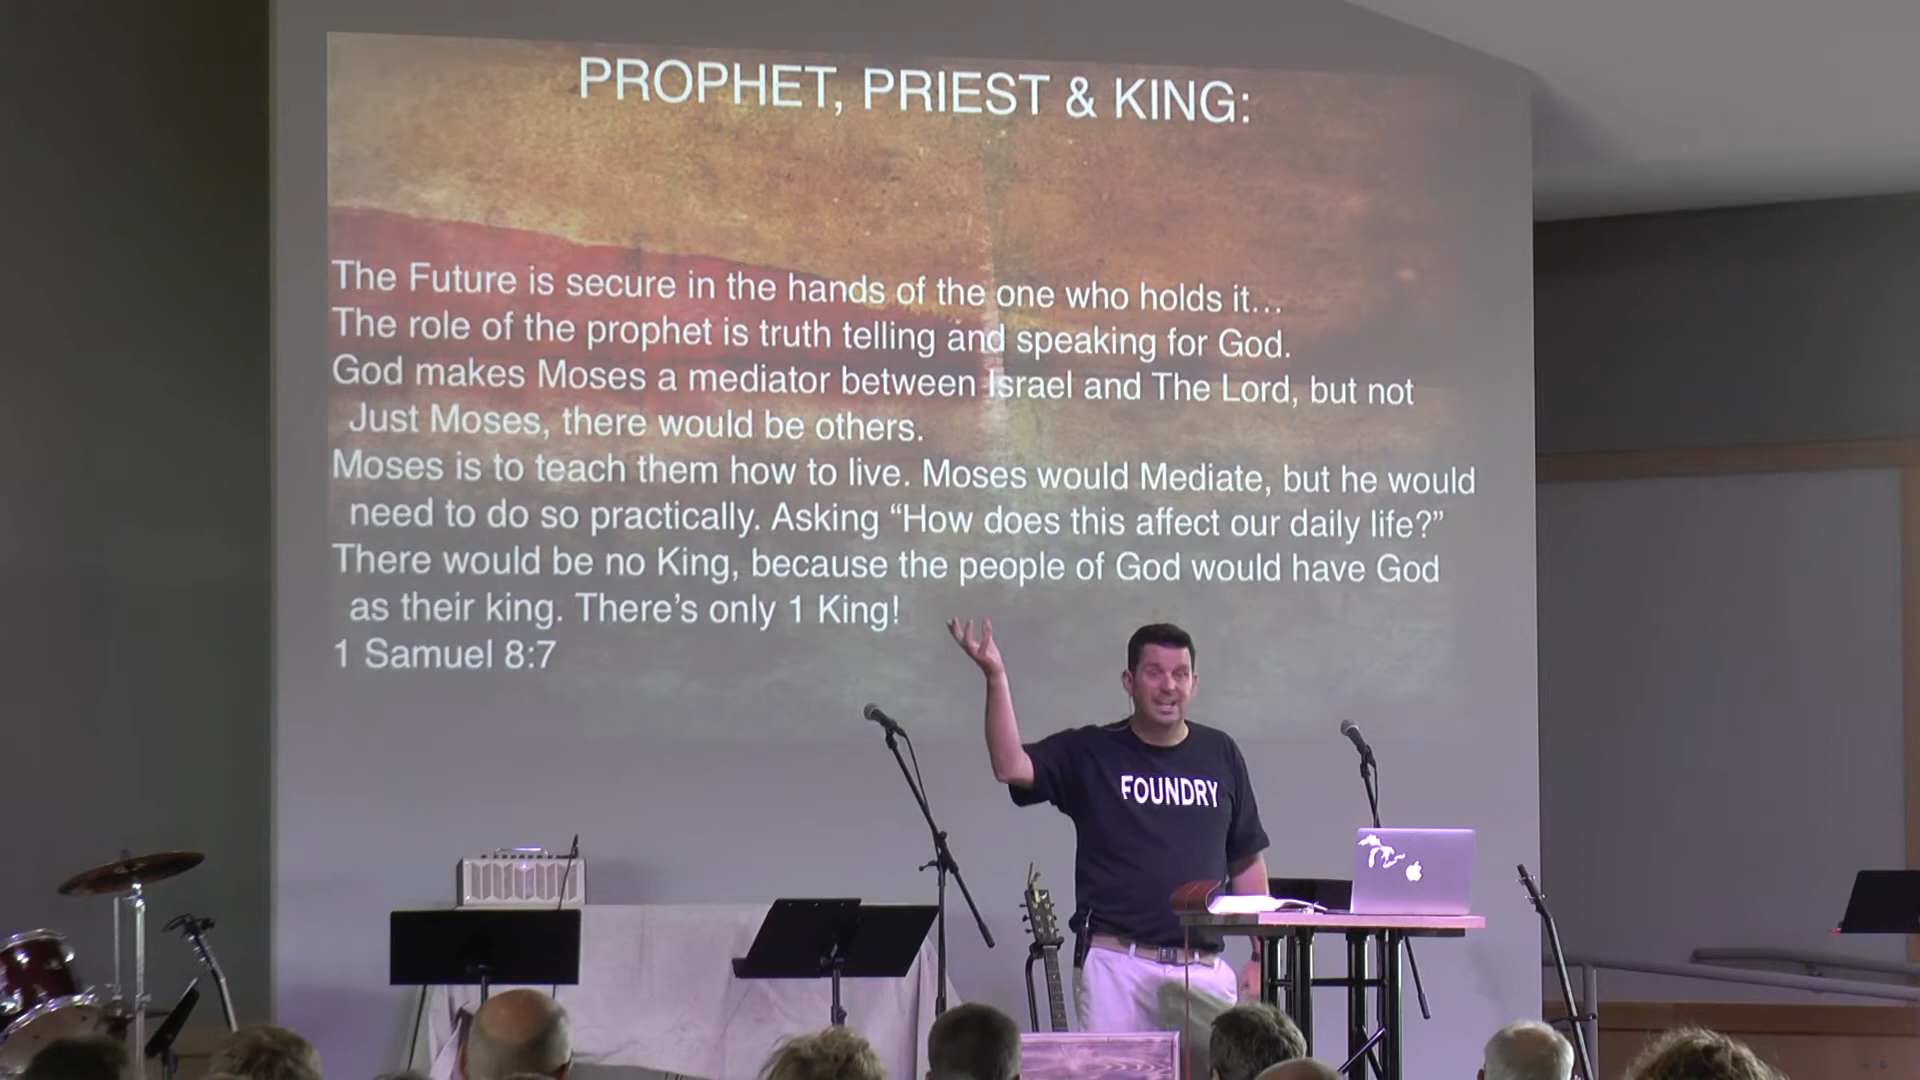 PROPHET, PRIEST & KING:
The Future is secure in the hands of the one who holds it…
The role of the prophet is truth telling and speaking for God.
God makes Moses a mediator between Israel and The Lord, but not
Just Moses, there would be others.
Moses is to teach them how to live. Moses would Mediate, but he would
need to do so practically. Asking “How does this affect our daily life?”
There would be no King, because the people of God would have God
as their king. There’s only 1 King!
1 Samuel 8:7
FOUNDRY